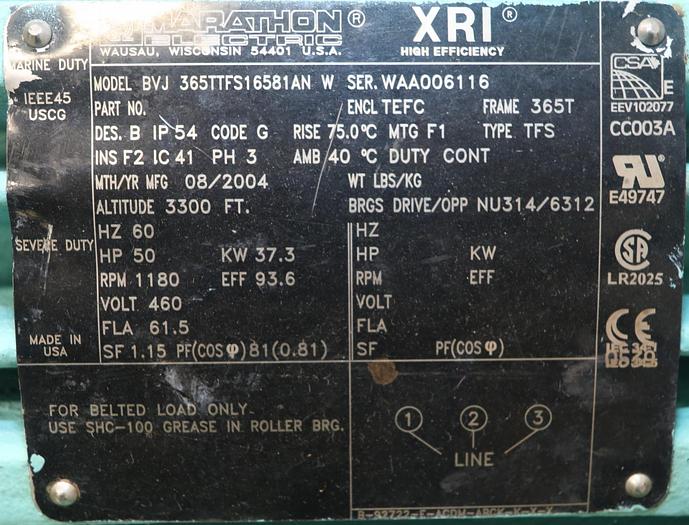 MARATHON ® XRI ®
ELECTRIC
WAUSAU, WISCONSIN 54401 U.S.A. HIGH EFFICIENCY
MARINE DUTY
IEEE45
USCG
SEVERE DUTY
MADE IN
USA
MODEL BVJ 365TTFS16581AN W SER. WAA006116
PART NO. ENCL TEFC FRAME 365T
DES. B IP 54 CODE G RISE 75.0 °C MTG F1 TYPE TFS
INS F2 IC 41 PH 3 AMB 40 °C DUTY CONT
MTH/YR MFG 08/2004 WT LBS/KG
ALTITUDE 3300 FT. BRGS DRIVE/OPP NU314/6312
HZ 60
HP 50 KW 37.3
RPM 1180 EFF 93.6
VOLT 460
FLA 61.5
SF 1.15 PF(COS φ) 81(0.81)
HZ
HP KW
RPM EFF
VOLT
FLA
SF PF(COS φ)
CSA E
EEV102077
CC003A
RU
E49747
SA
LR2025
CE
FOR BELTED LOAD ONLY.
USE SHC-100 GREASE IN ROLLER BRG.
1 2 3
LINE